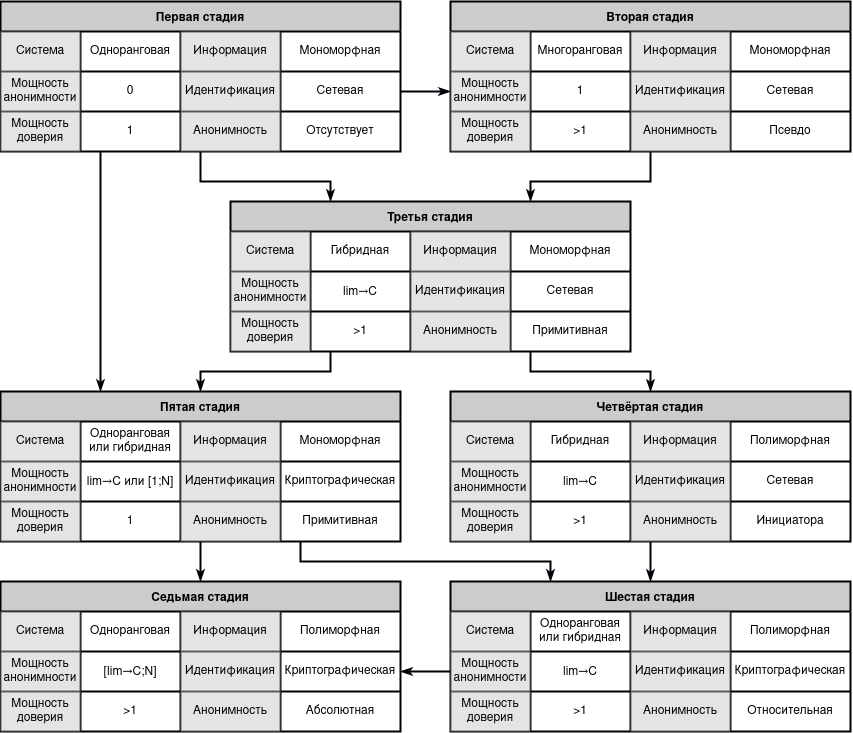 Первая стадия
Система Одноранговая Информация Мономорфная
Мощность
анонимности 0 Идентификация Сетевая
Мощность
доверия 1 Анонимность Отсутствует
Вторая стадия
Система Многоранговая Информация Мономорфная
Мощность
анонимности 1 Идентификация Сетевая
Мощность
доверия >1 Анонимность Псевдо
Третья стадия
Система Гибридная Информация Мономорфная
Мощность
анонимности lim→C Идентификация Сетевая
Мощность
доверия >1 Анонимность Примитивная
Пятая стадия
Система Одноранговая
или гибридная Информация Мономорфная
Мощность
анонимности lim→C или [1;N] Идентификация Криптографическая
Мощность
доверия 1 Анонимность Примитивная
Четвёртая стадия
Система Гибридная Информация Полиморфная
Мощность
анонимности lim→C Идентификация Сетевая
Мощность
доверия >1 Анонимность Инициатора
Седьмая стадия
Система Одноранговая Информация Полиморфная
Мощность
анонимности [lim→C;N] Идентификация Криптографическая
Мощность
доверия >1 Анонимность Абсолютная
Шестая стадия
Система Одноранговая
или гибридная Информация Полиморфная
Мощность
анонимности lim→C Идентификация Криптографическая
Мощность
доверия >1 Анонимность Относительная